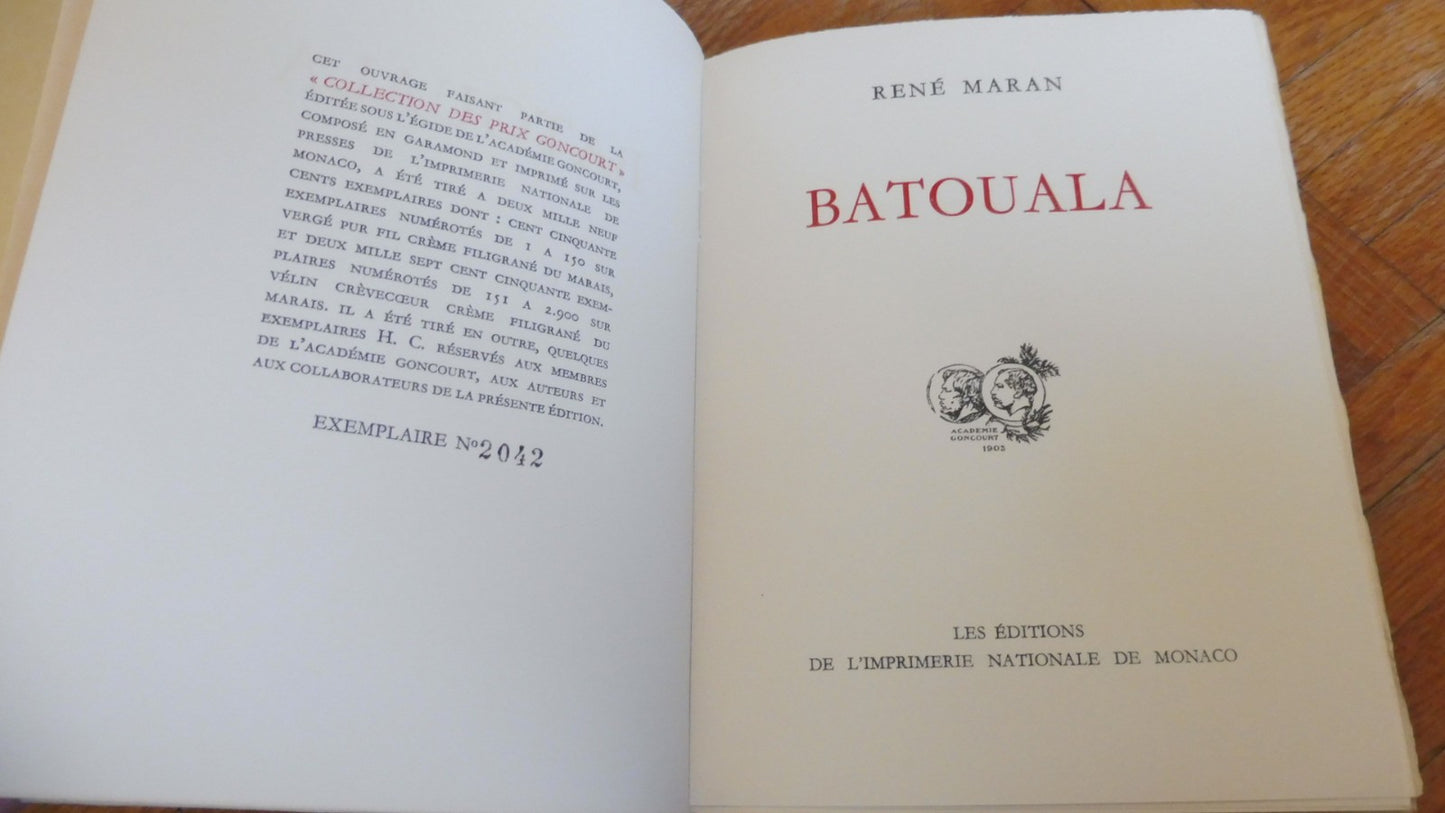 CET OUVRAGE FAISANT PARTIE DE LA
« COLLECTION DES PRIX GONCOURT »
ÉDITÉE SOUS L'ÉGIDE DE L'ACADÉMIE GONCOURT,
COMPOSÉ EN GARAMOND ET IMPRIMÉ SUR LES
PRESSES DE L'IMPRIMERIE NATIONALE DE
MONACO, A ÉTÉ TIRÉ A DEUX MILLE NEUF
CENTS EXEMPLAIRES DONT : CENT CINQUANTE
EXEMPLAIRES NUMÉROTÉS DE 1 A 150 SUR
VERGÉ PUR FIL CRÈME FILIGRANÉ DU MARAIS,
ET DEUX MILLE SEPT CENT CINQUANTE EXEM-
PLAIRES NUMÉROTÉS DE 151 A 2.900 SUR
VÉLIN CRÈVECŒUR CRÈME FILIGRANÉ DU
MARAIS. IL A ÉTÉ TIRÉ EN OUTRE, QUELQUES
EXEMPLAIRES H. C. RÉSERVÉS AUX MEMBRES
DE L'ACADÉMIE GONCOURT, AUX AUTEURS ET
AUX COLLABORATEURS DE LA PRÉSENTE ÉDITION.
EXEMPLAIRE No 2042
RENÉ MARAN
BATOUALA
ACADEMIE
GONCOURT
1903
LES ÉDITIONS
DE L'IMPRIMERIE NATIONALE DE MONACO